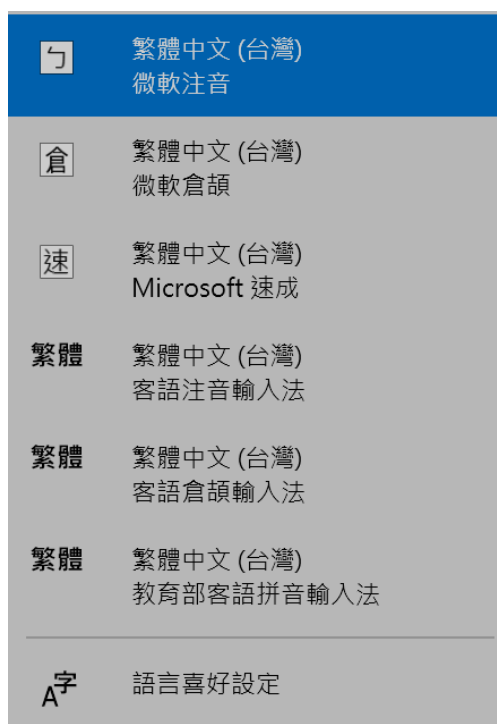 ㄅ 繁體中文 (台灣)
微軟注音
倉 繁體中文 (台灣)
微軟倉頡
速 繁體中文 (台灣)
Microsoft 速成
繁體 繁體中文 (台灣)
客語注音輸入法
繁體 繁體中文 (台灣)
客語倉頡輸入法
繁體 繁體中文 (台灣)
教育部客語拼音輸入法
A字 語言喜好設定